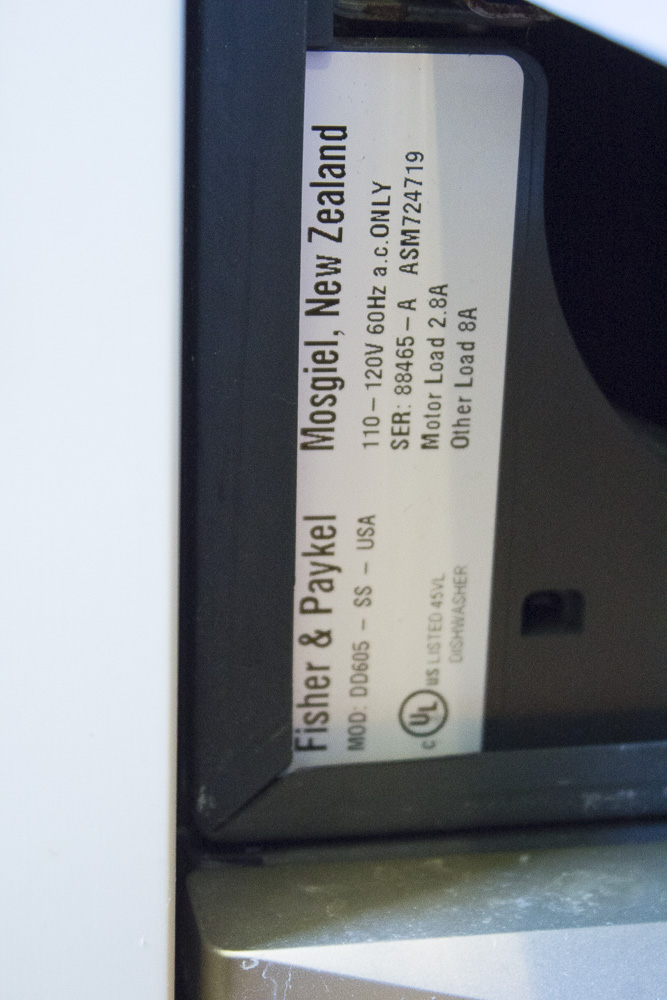 Fisher & Paykel Mosgiel, New Zealand
MOD: DD605 – SS – USA
110 – 120V 60Hz a.c. ONLY
SER: 88465 – A ASM724719
Motor Load 2.8A
Other Load 8A
c UL US LISTED 45VL
DISHWASHER